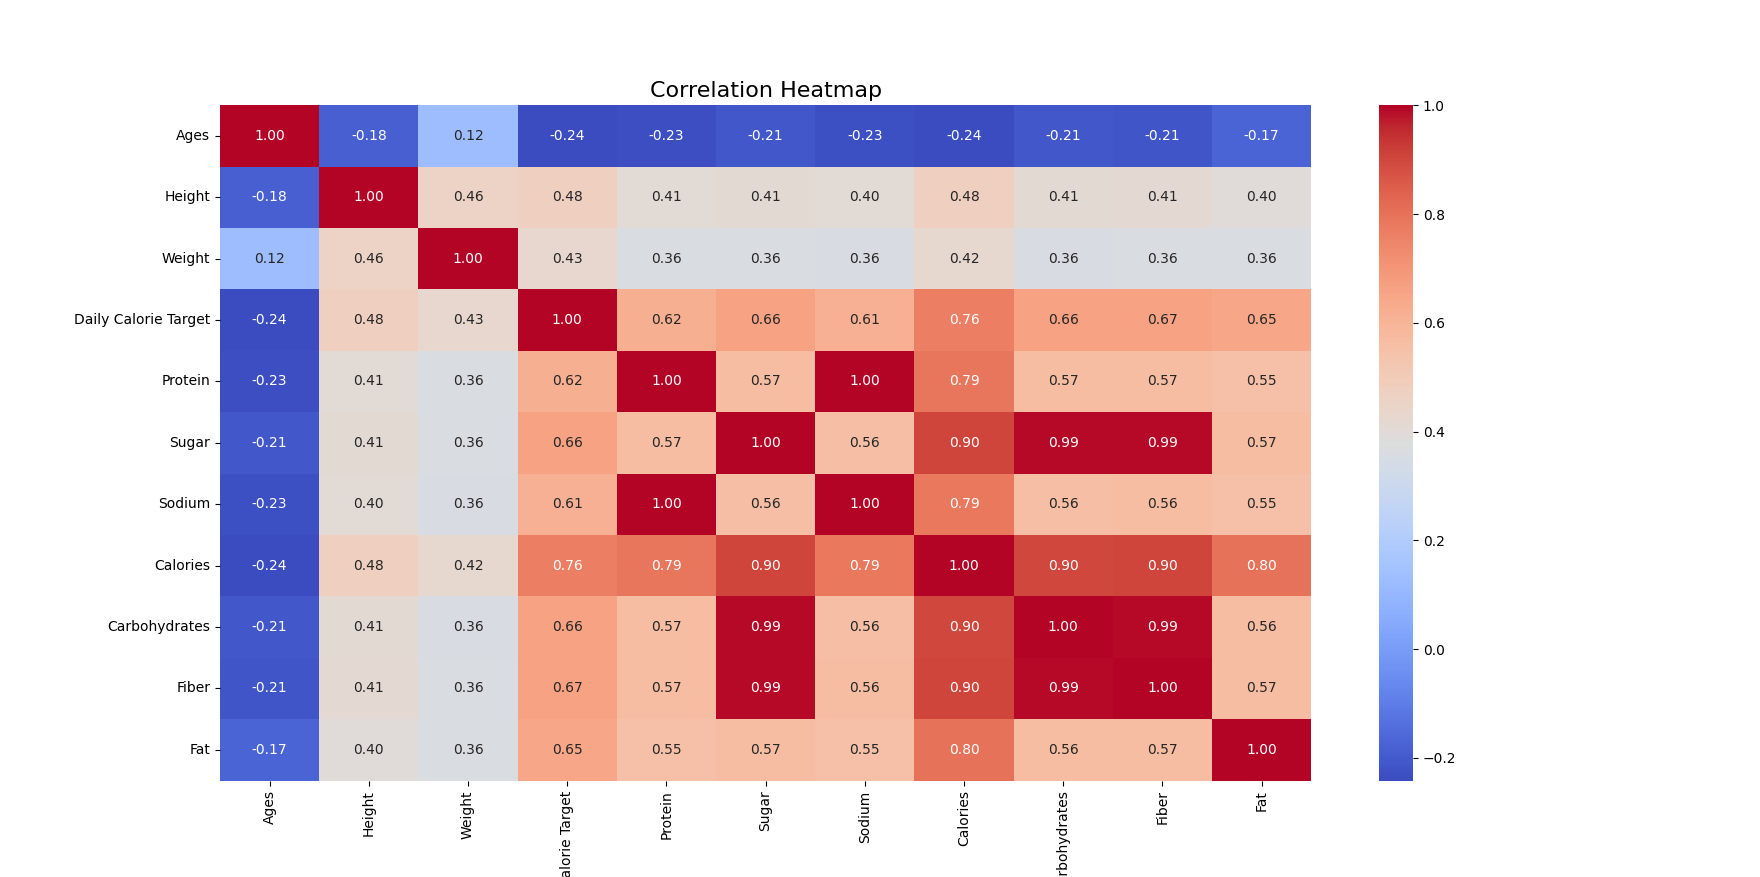 Correlation Heatmap
Ages 1.00 -0.18 0.12 -0.24 -0.23 -0.21 -0.23 -0.24 -0.21 -0.21 -0.17
Height -0.18 1.00 0.46 0.48 0.41 0.41 0.40 0.48 0.41 0.41 0.40
Weight 0.12 0.46 1.00 0.43 0.36 0.36 0.36 0.42 0.36 0.36 0.36
Daily Calorie Target -0.24 0.48 0.43 1.00 0.62 0.66 0.61 0.76 0.66 0.67 0.65
Protein -0.23 0.41 0.36 0.62 1.00 0.57 1.00 0.79 0.57 0.57 0.55
Sugar -0.21 0.41 0.36 0.66 0.57 1.00 0.56 0.90 0.99 0.99 0.57
Sodium -0.23 0.40 0.36 0.61 1.00 0.56 1.00 0.79 0.56 0.56 0.55
Calories -0.24 0.48 0.42 0.76 0.79 0.90 0.79 1.00 0.90 0.90 0.80
Carbohydrates -0.21 0.41 0.36 0.66 0.57 0.99 0.56 0.90 1.00 0.99 0.56
Fiber -0.21 0.41 0.36 0.67 0.57 0.99 0.56 0.90 0.99 1.00 0.57
Fat -0.17 0.40 0.36 0.65 0.55 0.57 0.55 0.80 0.56 0.57 1.00
Ages Height Weight alorie Target Protein Sugar Sodium Calories rbohydrates Fiber Fat
1.0
0.8
0.6
0.4
0.2
0.0
−0.2